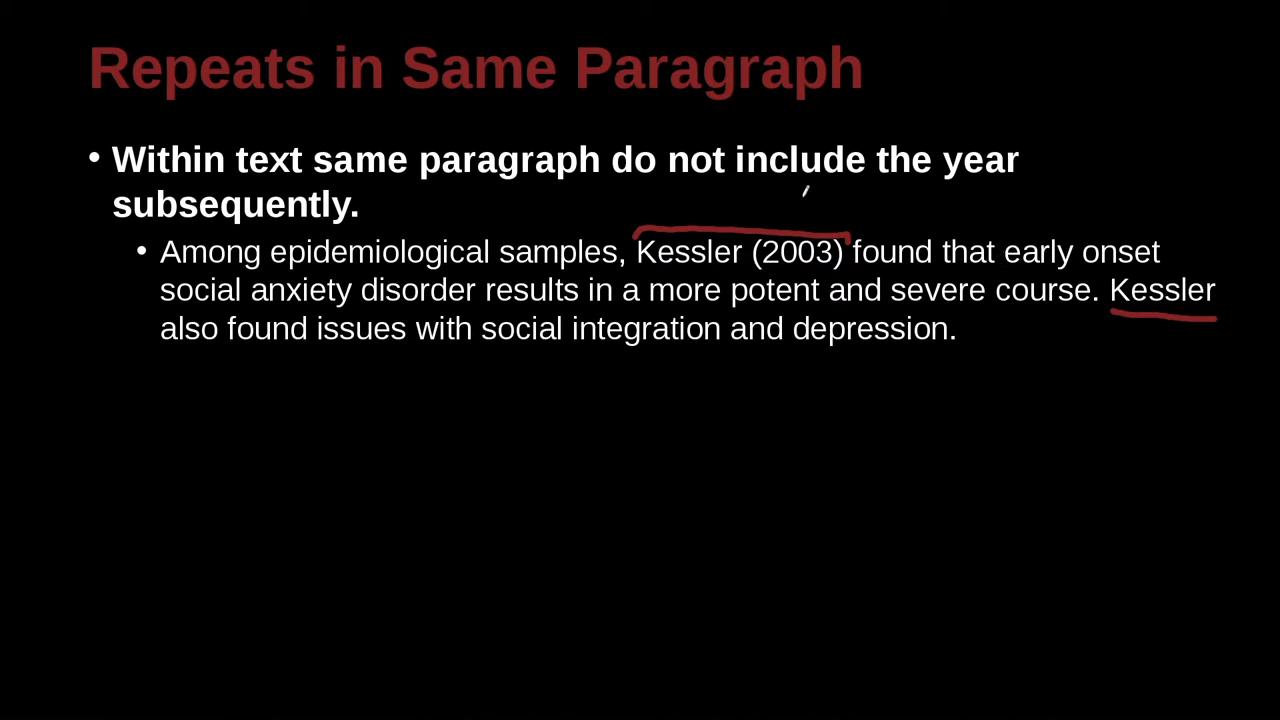 Repeats in Same Paragraph
• Within text same paragraph do not include the year
subsequently.
• Among epidemiological samples, Kessler (2003) found that early onset
social anxiety disorder results in a more potent and severe course. Kessler
also found issues with social integration and depression.